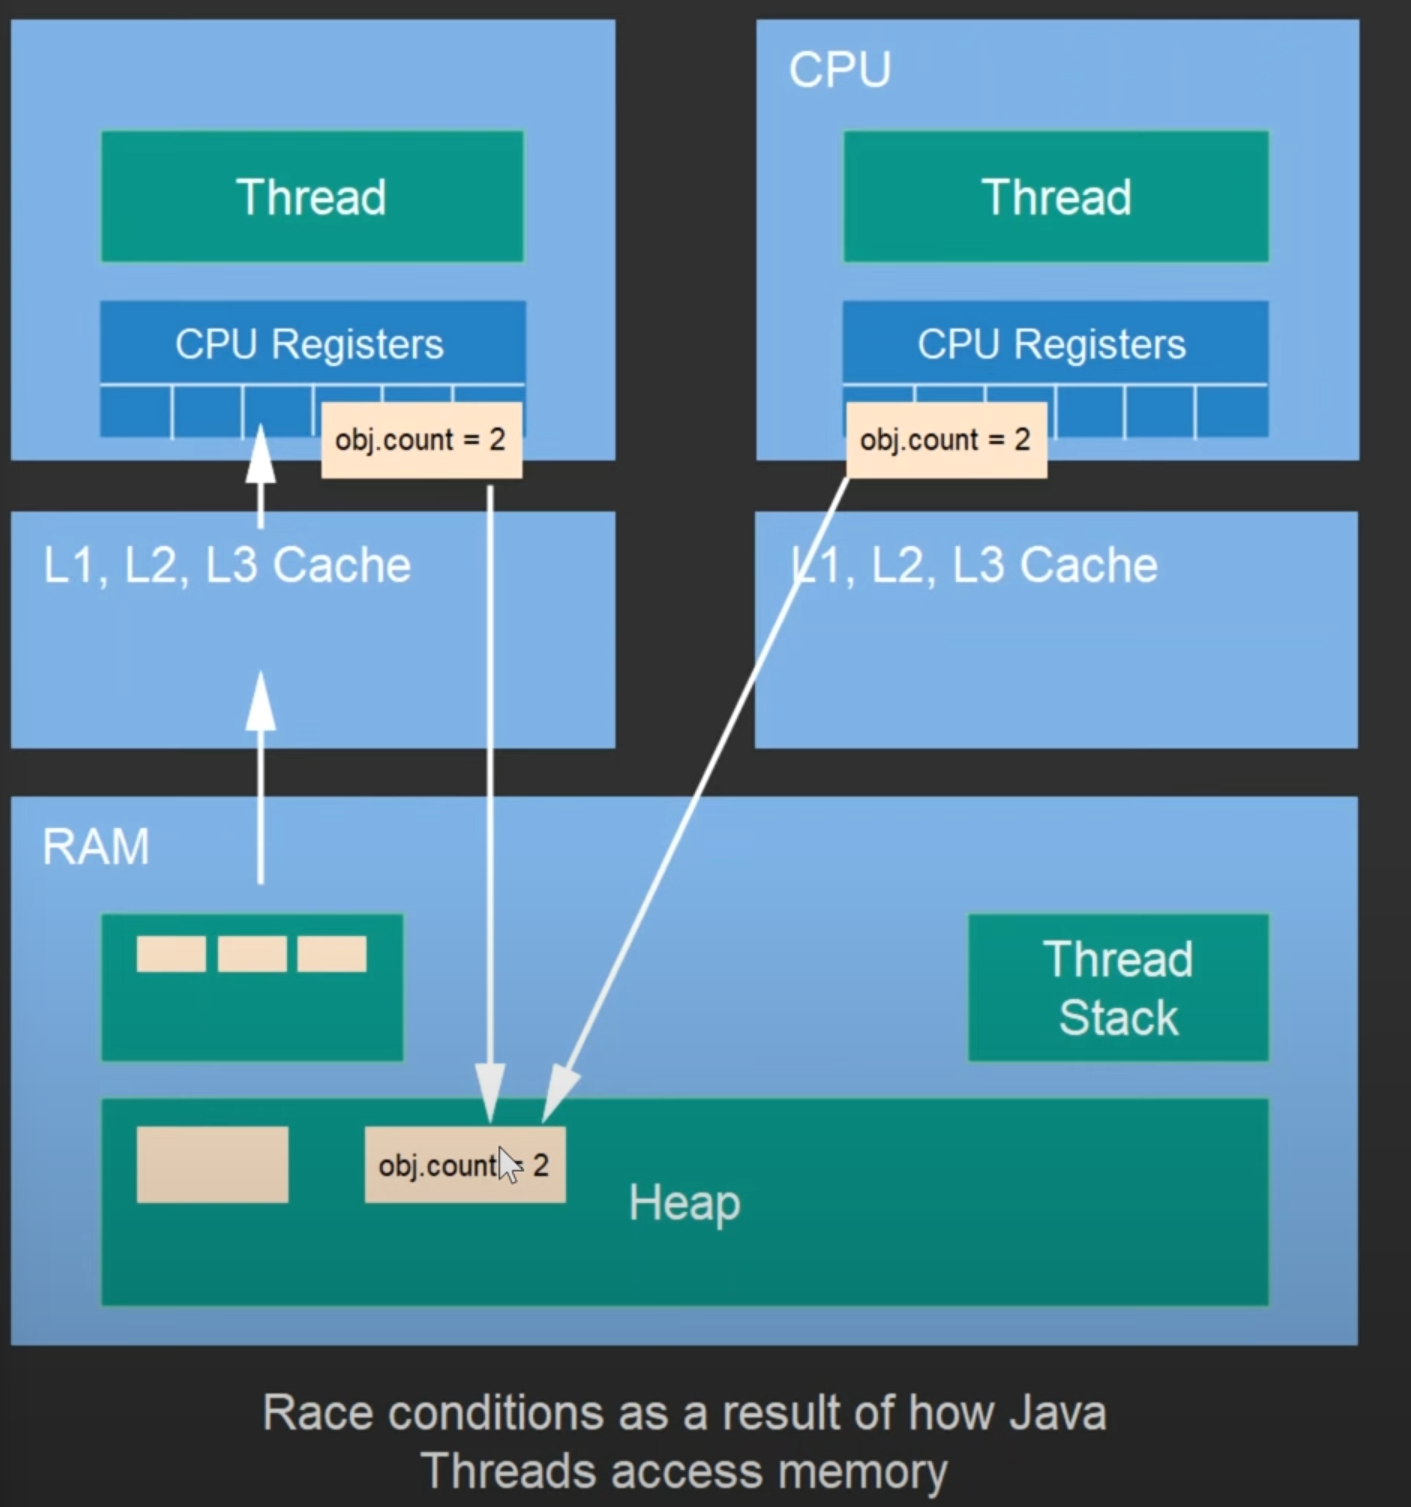 CPU
Thread
Thread
CPU Registers
CPU Registers
obj.count = 2
obj.count = 2
L1, L2, L3 Cache
L1, L2, L3 Cache
RAM
Thread
Stack
obj.count = 2
Heap
Race conditions as a result of how Java
Threads access memory